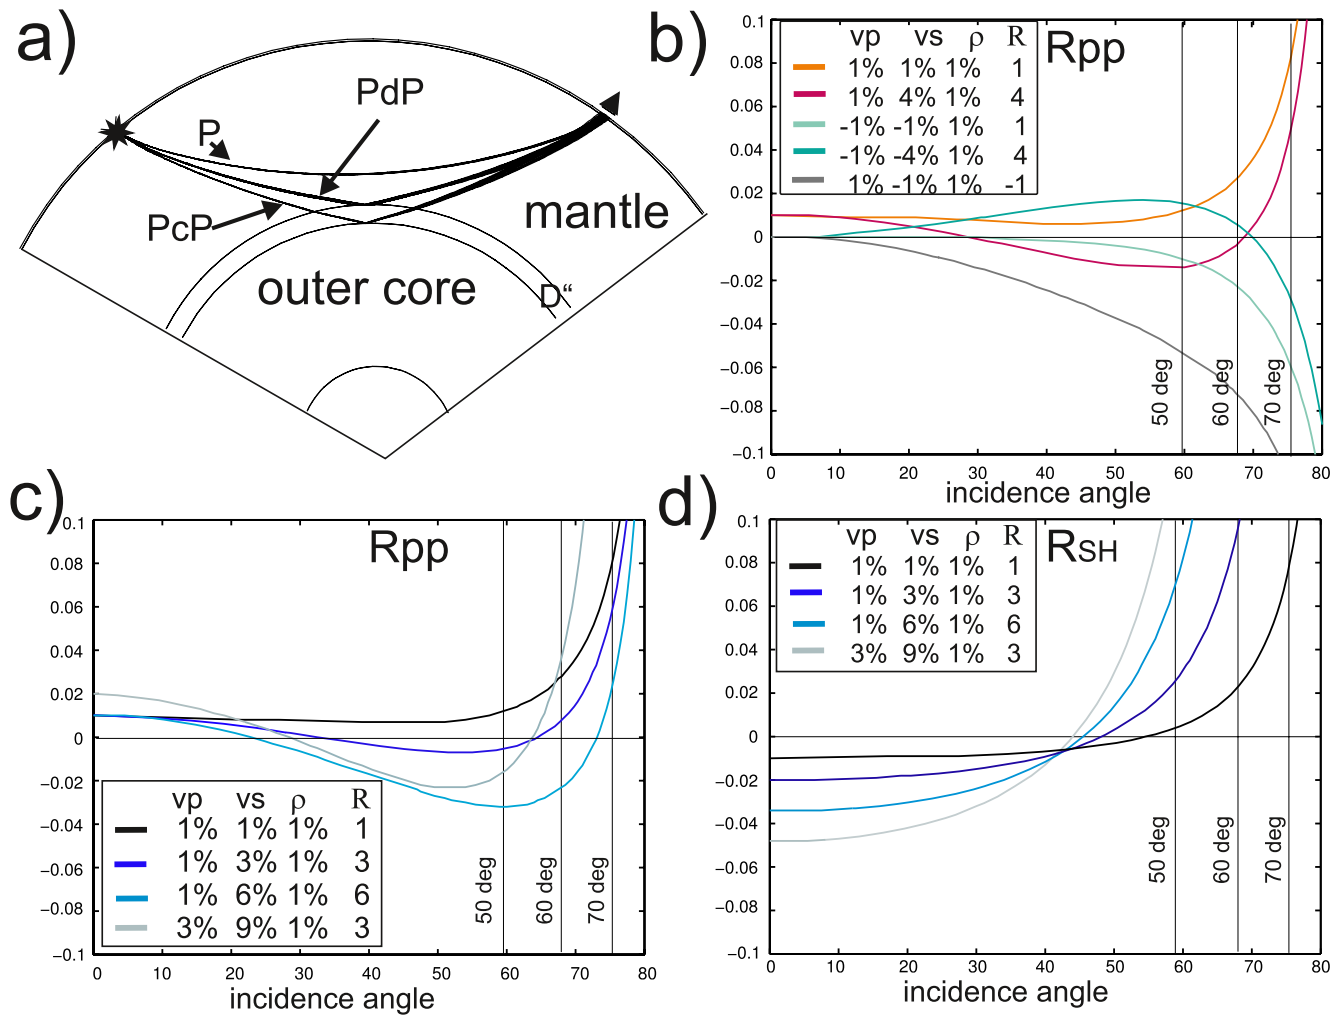 a)
PdP
P
PcP
mantle
outer core
D“
b)
Rpp
vp vs ρ R
1% 1% 1% 1
1% 4% 1% 4
-1% -1% 1% 1
-1% -4% 1% 4
1% -1% 1% -1
0.1
0.08
0.06
0.04
0.02
0
−0.02
−0.04
−0.06
−0.08
−0.1
50 deg
60 deg
70 deg
0 10 20 30 40 50 60 70 80
incidence angle
c)
Rpp
0.1
0.08
0.06
0.04
0.02
0
−0.02
−0.04
−0.06
−0.08
−0.1
vp vs ρ R
1% 1% 1% 1
1% 3% 1% 3
1% 6% 1% 6
3% 9% 1% 3
50 deg
60 deg
70 deg
0 10 20 30 40 50 60 70 80
incidence angle
d)
RSH
vp vs ρ R
1% 1% 1% 1
1% 3% 1% 3
1% 6% 1% 6
3% 9% 1% 3
0.1
0.08
0.06
0.04
0.02
0
−0.02
−0.04
−0.06
−0.08
−0.1
50 deg
60 deg
70 deg
0 10 20 30 40 50 60 70 80
incidence angle